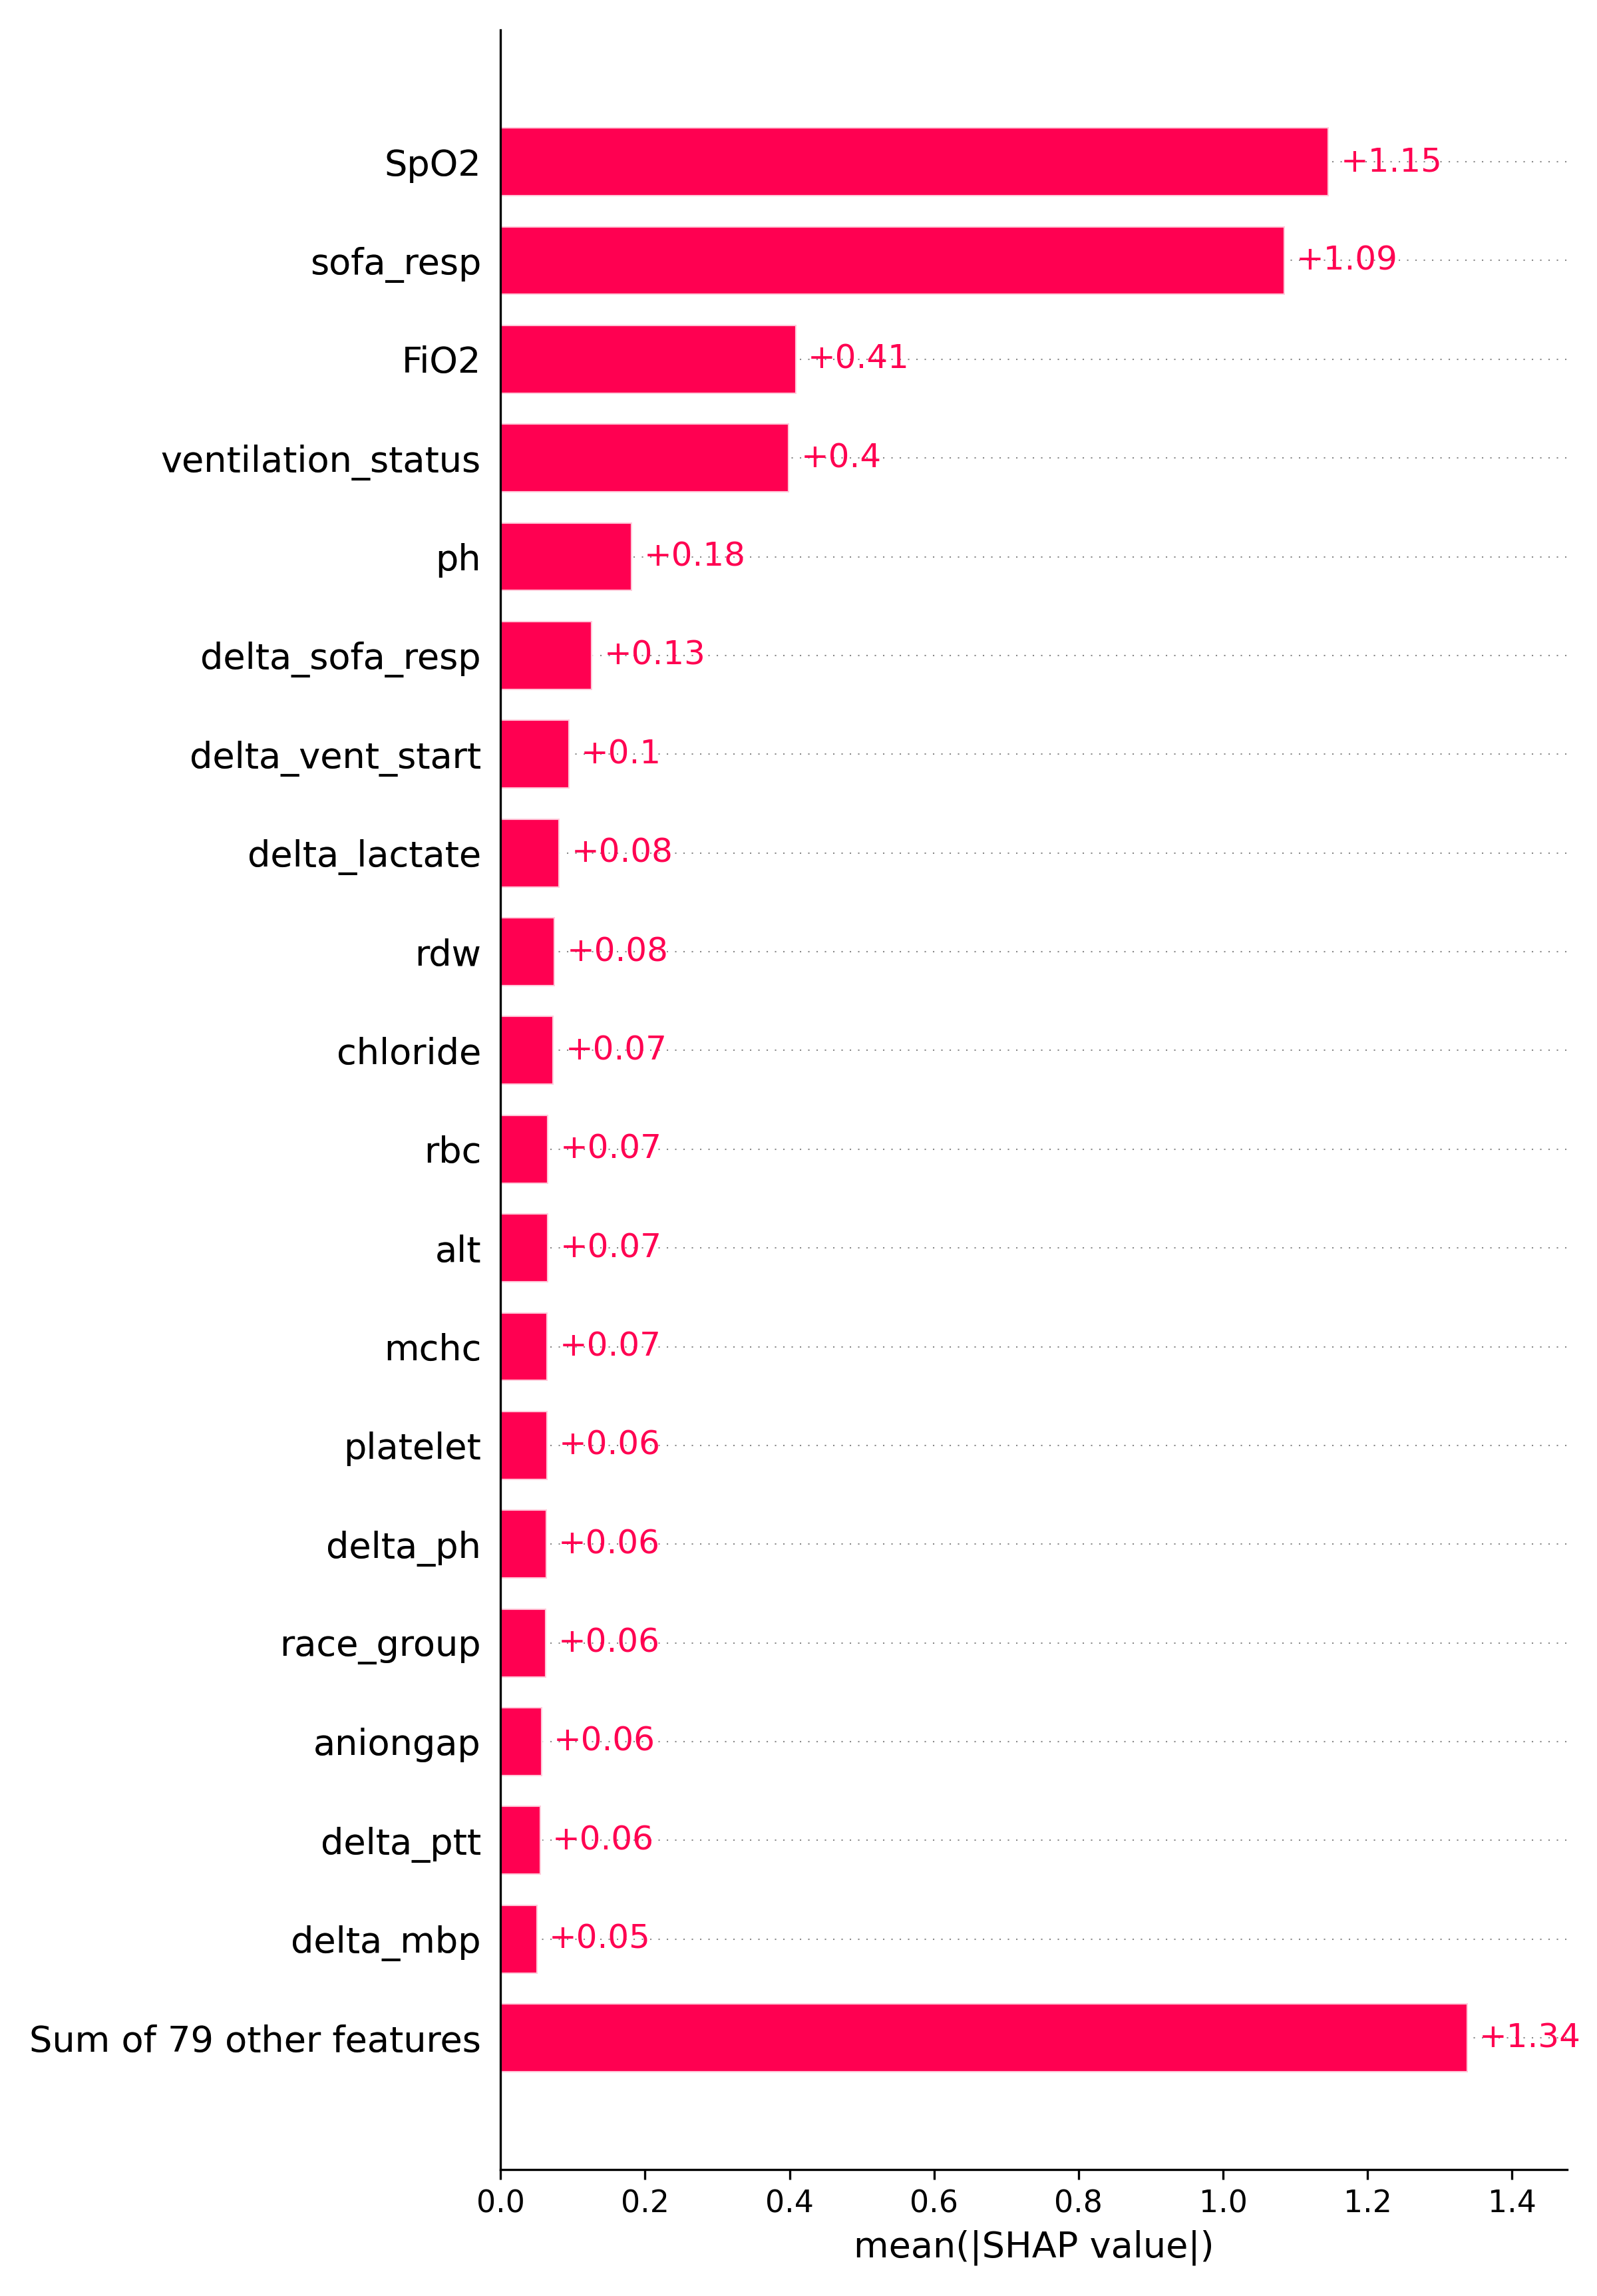 SpO2 +1.15
sofa_resp +1.09
FiO2 +0.41
ventilation_status +0.4
ph +0.18
delta_sofa_resp +0.13
delta_vent_start +0.1
delta_lactate +0.08
rdw +0.08
chloride +0.07
rbc +0.07
alt +0.07
mchc +0.07
platelet +0.06
delta_ph +0.06
race_group +0.06
aniongap +0.06
delta_ptt +0.06
delta_mbp +0.05
Sum of 79 other features +1.34
0.0 0.2 0.4 0.6 0.8 1.0 1.2 1.4
mean(|SHAP value|)